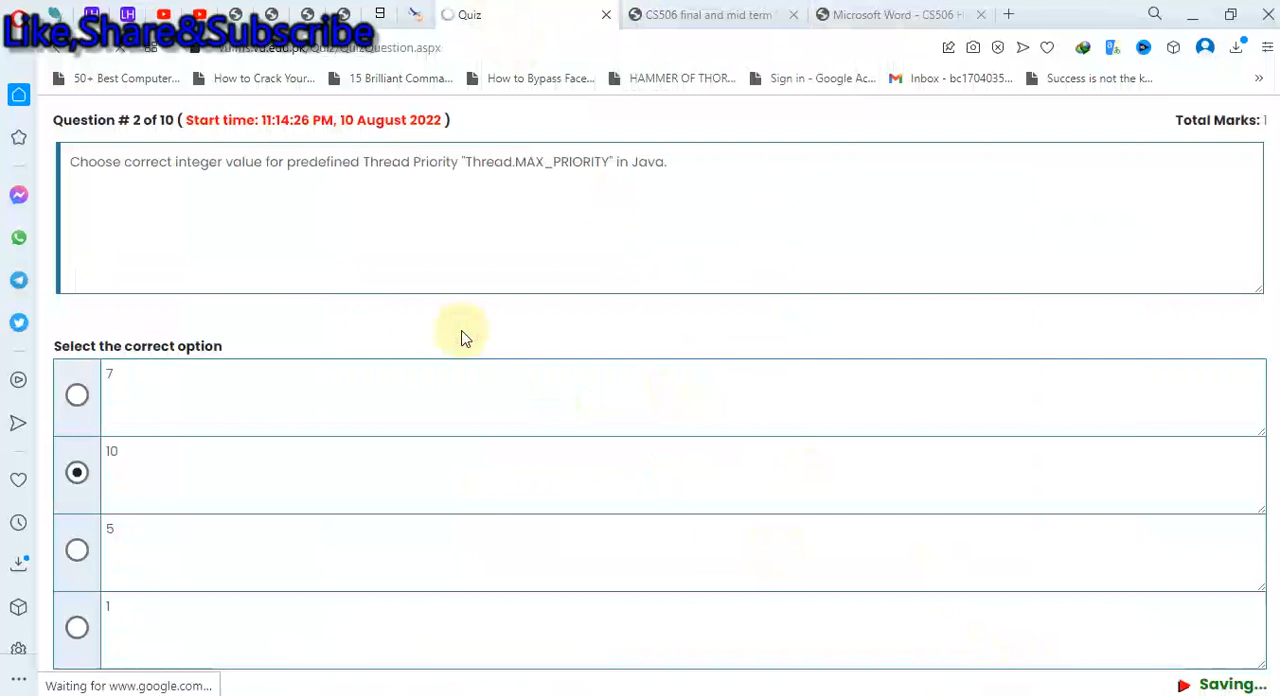 Quiz
CS506 final and mid term
Microsoft Word - CS506 H
Like,Share&Subscribe
Quiz/QuizQuestion.aspx
50+ Best Computer...
How to Crack Your...
15 Brilliant Comma...
How to Bypass Face...
HAMMER OF THOR...
Sign in - Google Ac...
Inbox - bc1704035...
Success is not the k...
Question # 2 of 10 ( Start time: 11:14:26 PM, 10 August 2022 )
Total Marks: 1
Choose correct integer value for predefined Thread Priority "Thread.MAX_PRIORITY" in Java.
Select the correct option
7
10
5
1
Waiting for www.google.com...
Saving...